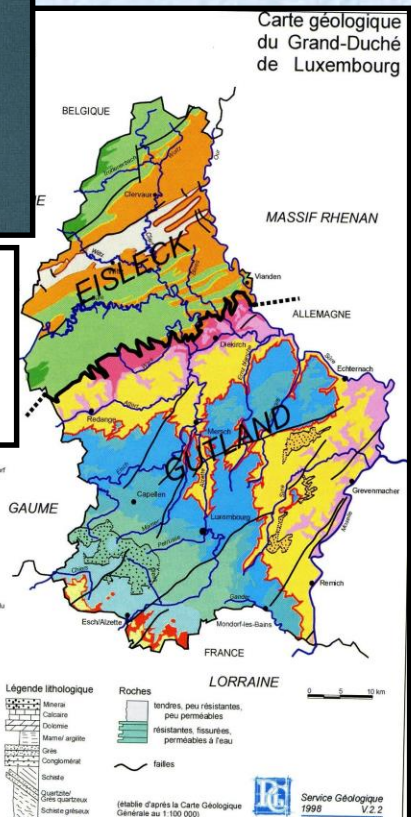 Carte géologique
du Grand-Duché
de Luxembourg
BELGIQUE
Clervaux
MASSIF RHENAN
EISLECK
Vianden
ALLEMAGNE
Diekirch
Echternach
Redange
Mersch
GUTLAND
Capellen
Grevenmacher
GAUME
Luxembourg
Remich
Esch/Alzette
Mondorf-les-Bains
FRANCE
LORRAINE
0 5 10 km
Légende lithologique
Minerai
Calcaire
Dolomie
Marne/ argilite
Grès
Conglomérat
Schiste
Quartzite/
Grès quartzeux
Schiste gréseux
Roches
tendres, peu résistantes,
peu perméables
résistantes, fissurées,
perméables à l'eau
failles
(établie d'après la Carte Géologique
Générale au 1:100 000)
Service Géologique
1998 V.2.2